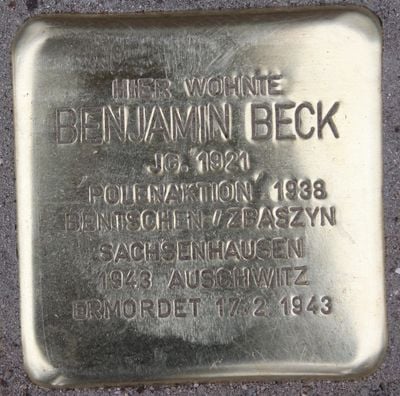 HIER WOHNTE
BENJAMIN BECK
JG. 1921
"POLENAKTION" 1938
BENTSCHEN / ZBASZYN
SACHSENHAUSEN
1943 AUSCHWITZ
ERMORDET 17.2.1943